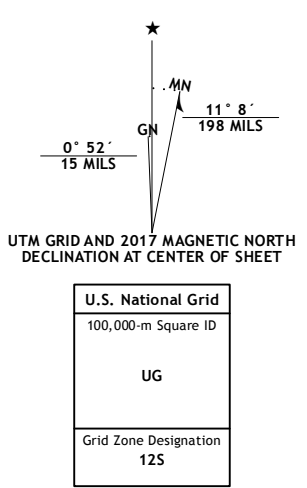 ★
MN
GN
11° 8´
198 MILS
0° 52´
15 MILS
UTM GRID AND 2017 MAGNETIC NORTH
DECLINATION AT CENTER OF SHEET
U.S. National Grid
100,000-m Square ID
UG
Grid Zone Designation
12S